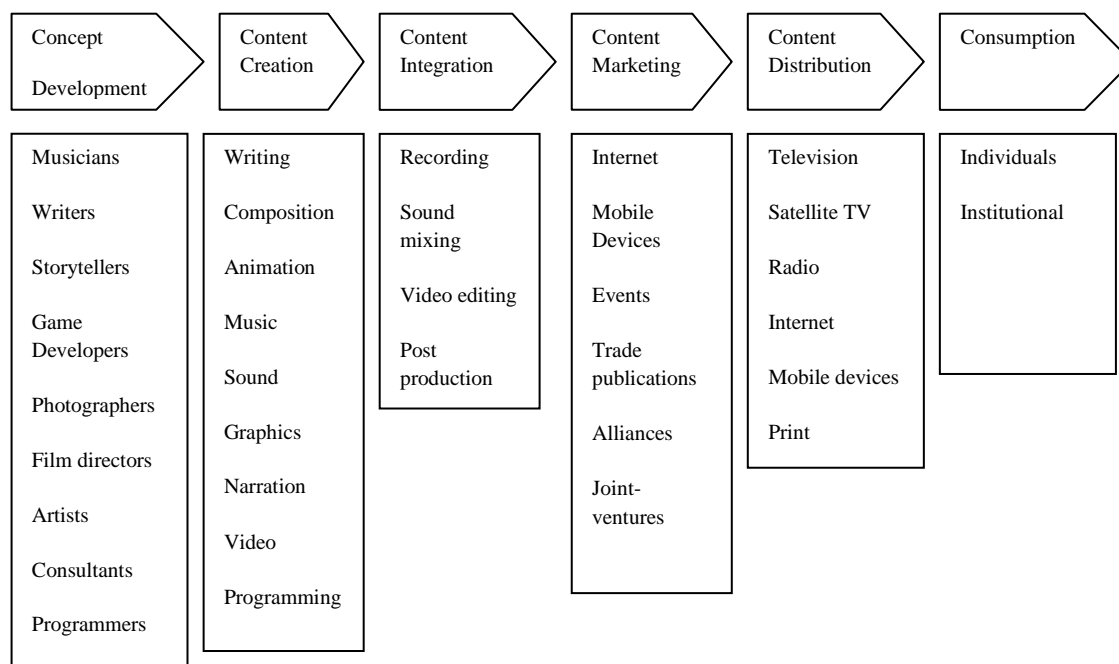 Concept
Development
Content
Creation
Content
Integration
Content
Marketing
Content
Distribution
Consumption
Musicians
Writers
Storytellers
Game
Developers
Photographers
Film directors
Artists
Consultants
Programmers
Writing
Composition
Animation
Music
Sound
Graphics
Narration
Video
Programming
Recording
Sound
mixing
Video editing
Post
production
Internet
Mobile
Devices
Events
Trade
publications
Alliances
Joint-
ventures
Television
Satellite TV
Radio
Internet
Mobile devices
Print
Individuals
Institutional